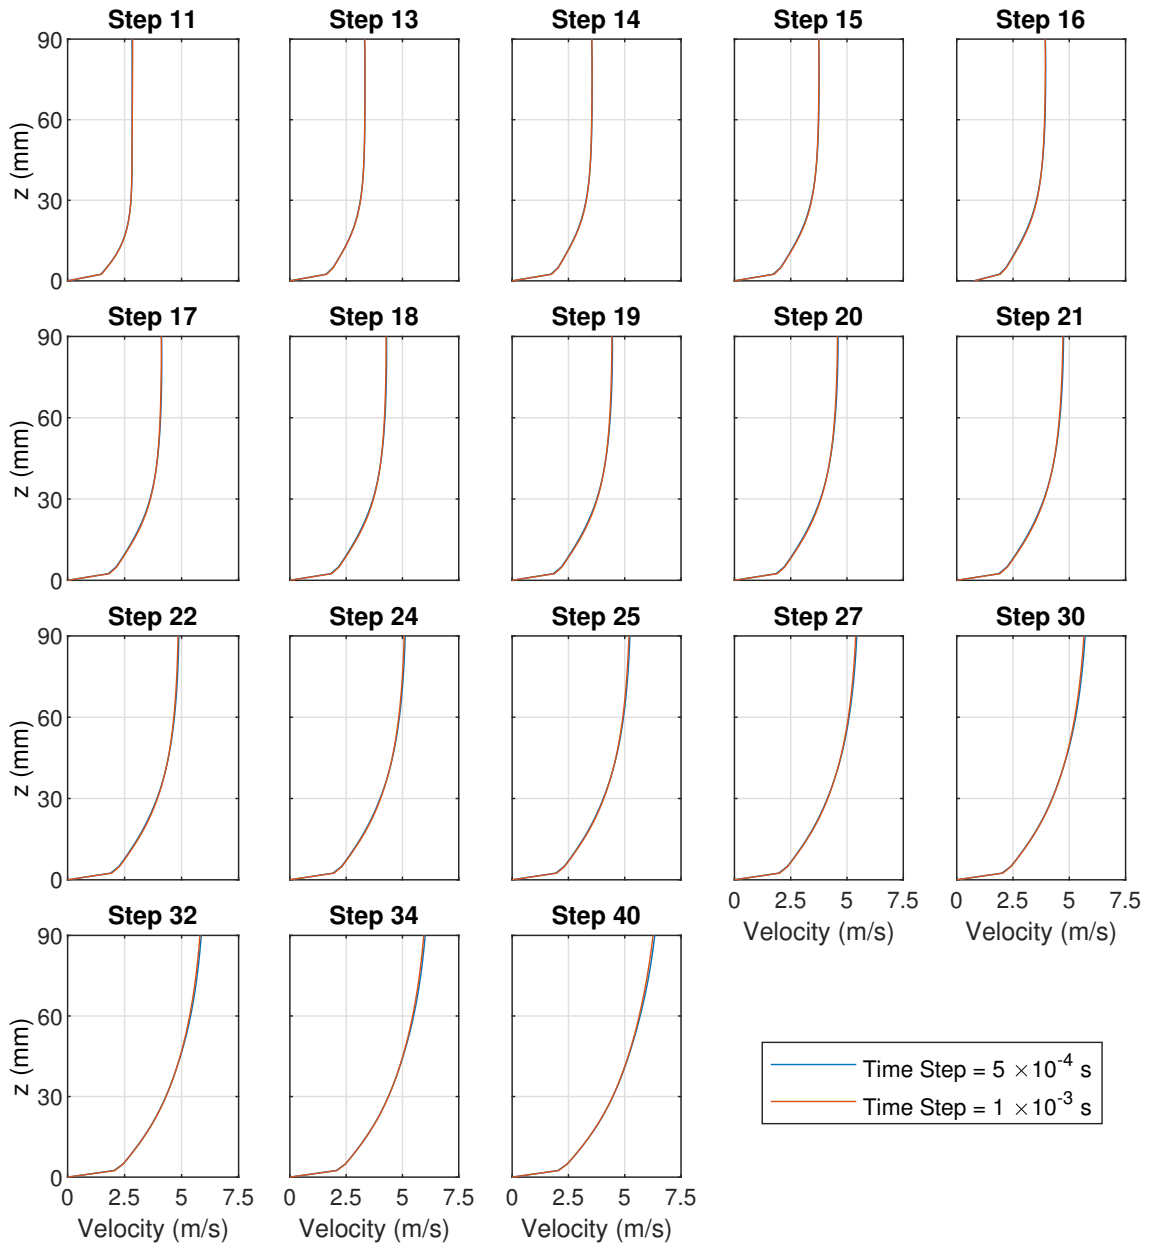 Step 11 Step 13 Step 14 Step 15 Step 16
90
60
30
0
z (mm)
Step 17 Step 18 Step 19 Step 20 Step 21
90
60
30
0
z (mm)
Step 22 Step 24 Step 25 Step 27 Step 30
90
60
30
0
z (mm)
0 2.5 5 7.5 0 2.5 5 7.5
Velocity (m/s) Velocity (m/s)
Step 32 Step 34 Step 40
90
60
30
0
z (mm)
0 2.5 5 7.5 0 2.5 5 7.5 0 2.5 5 7.5
Velocity (m/s) Velocity (m/s) Velocity (m/s)
Time Step = 5 ×10⁻⁴ s
Time Step = 1 ×10⁻³ s